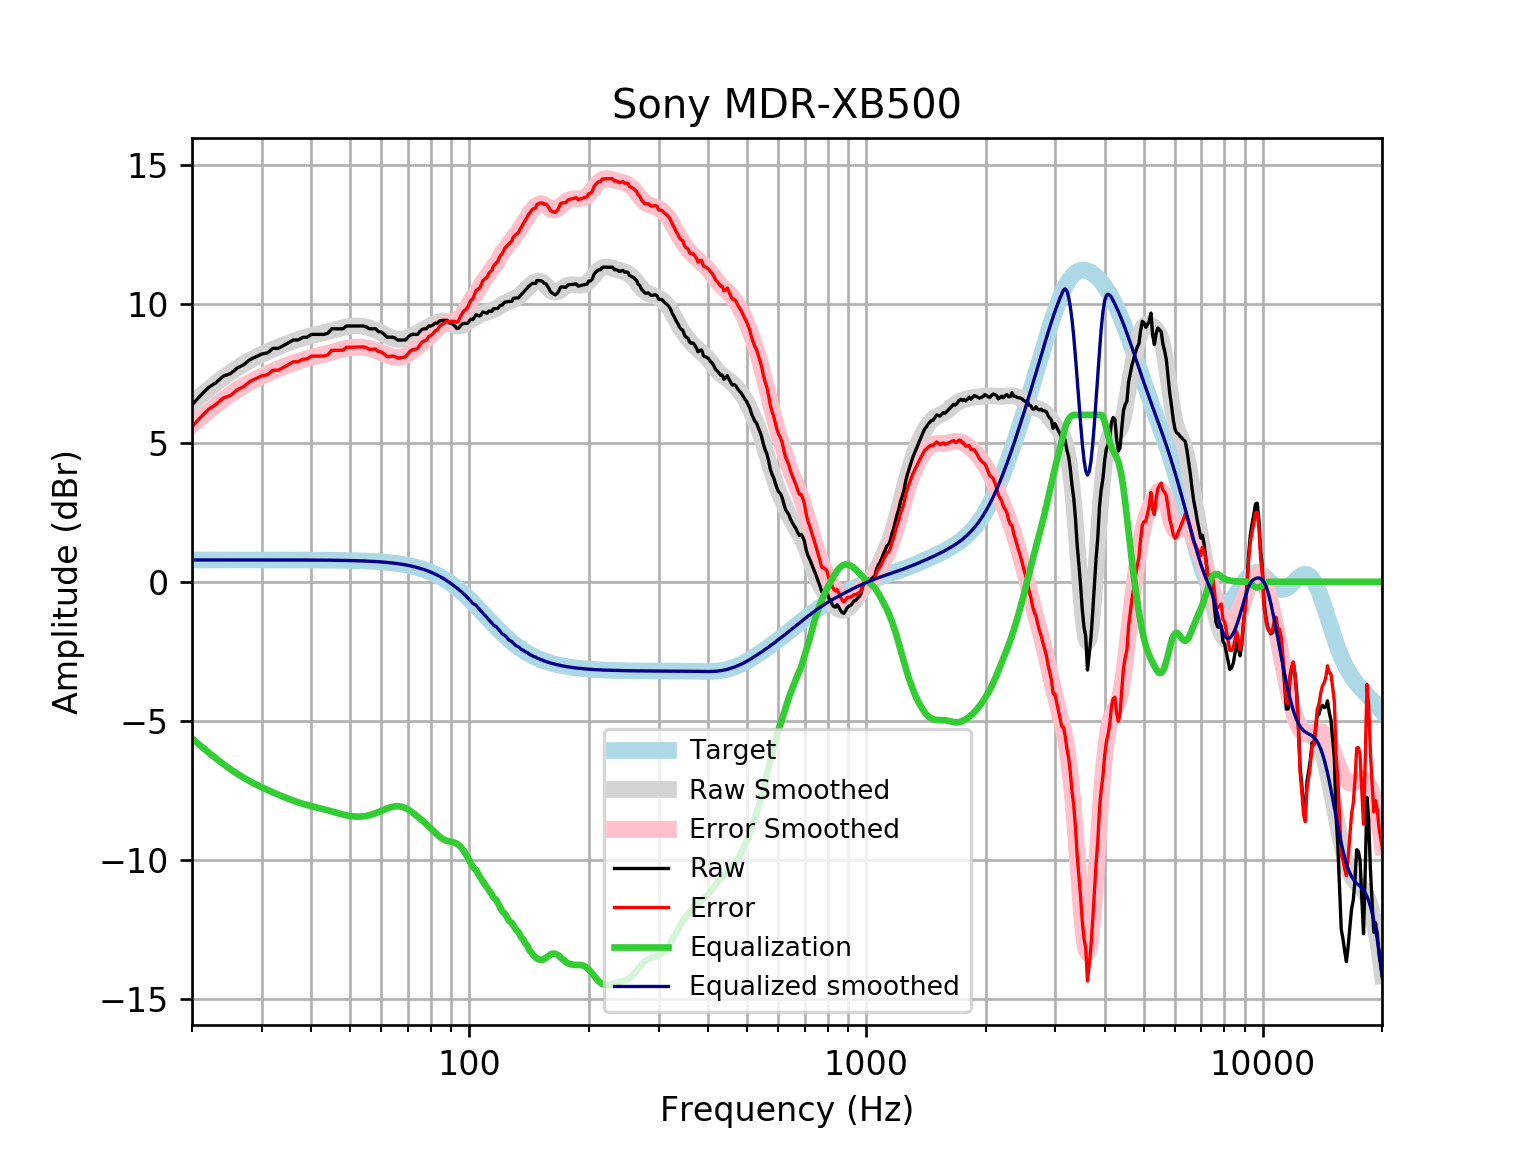 Sony MDR-XB500
15
10
5
0
−5
−10
−15
Amplitude (dBr)
Target
Raw Smoothed
Error Smoothed
Raw
Error
Equalization
Equalized smoothed
100
1000
10000
Frequency (Hz)